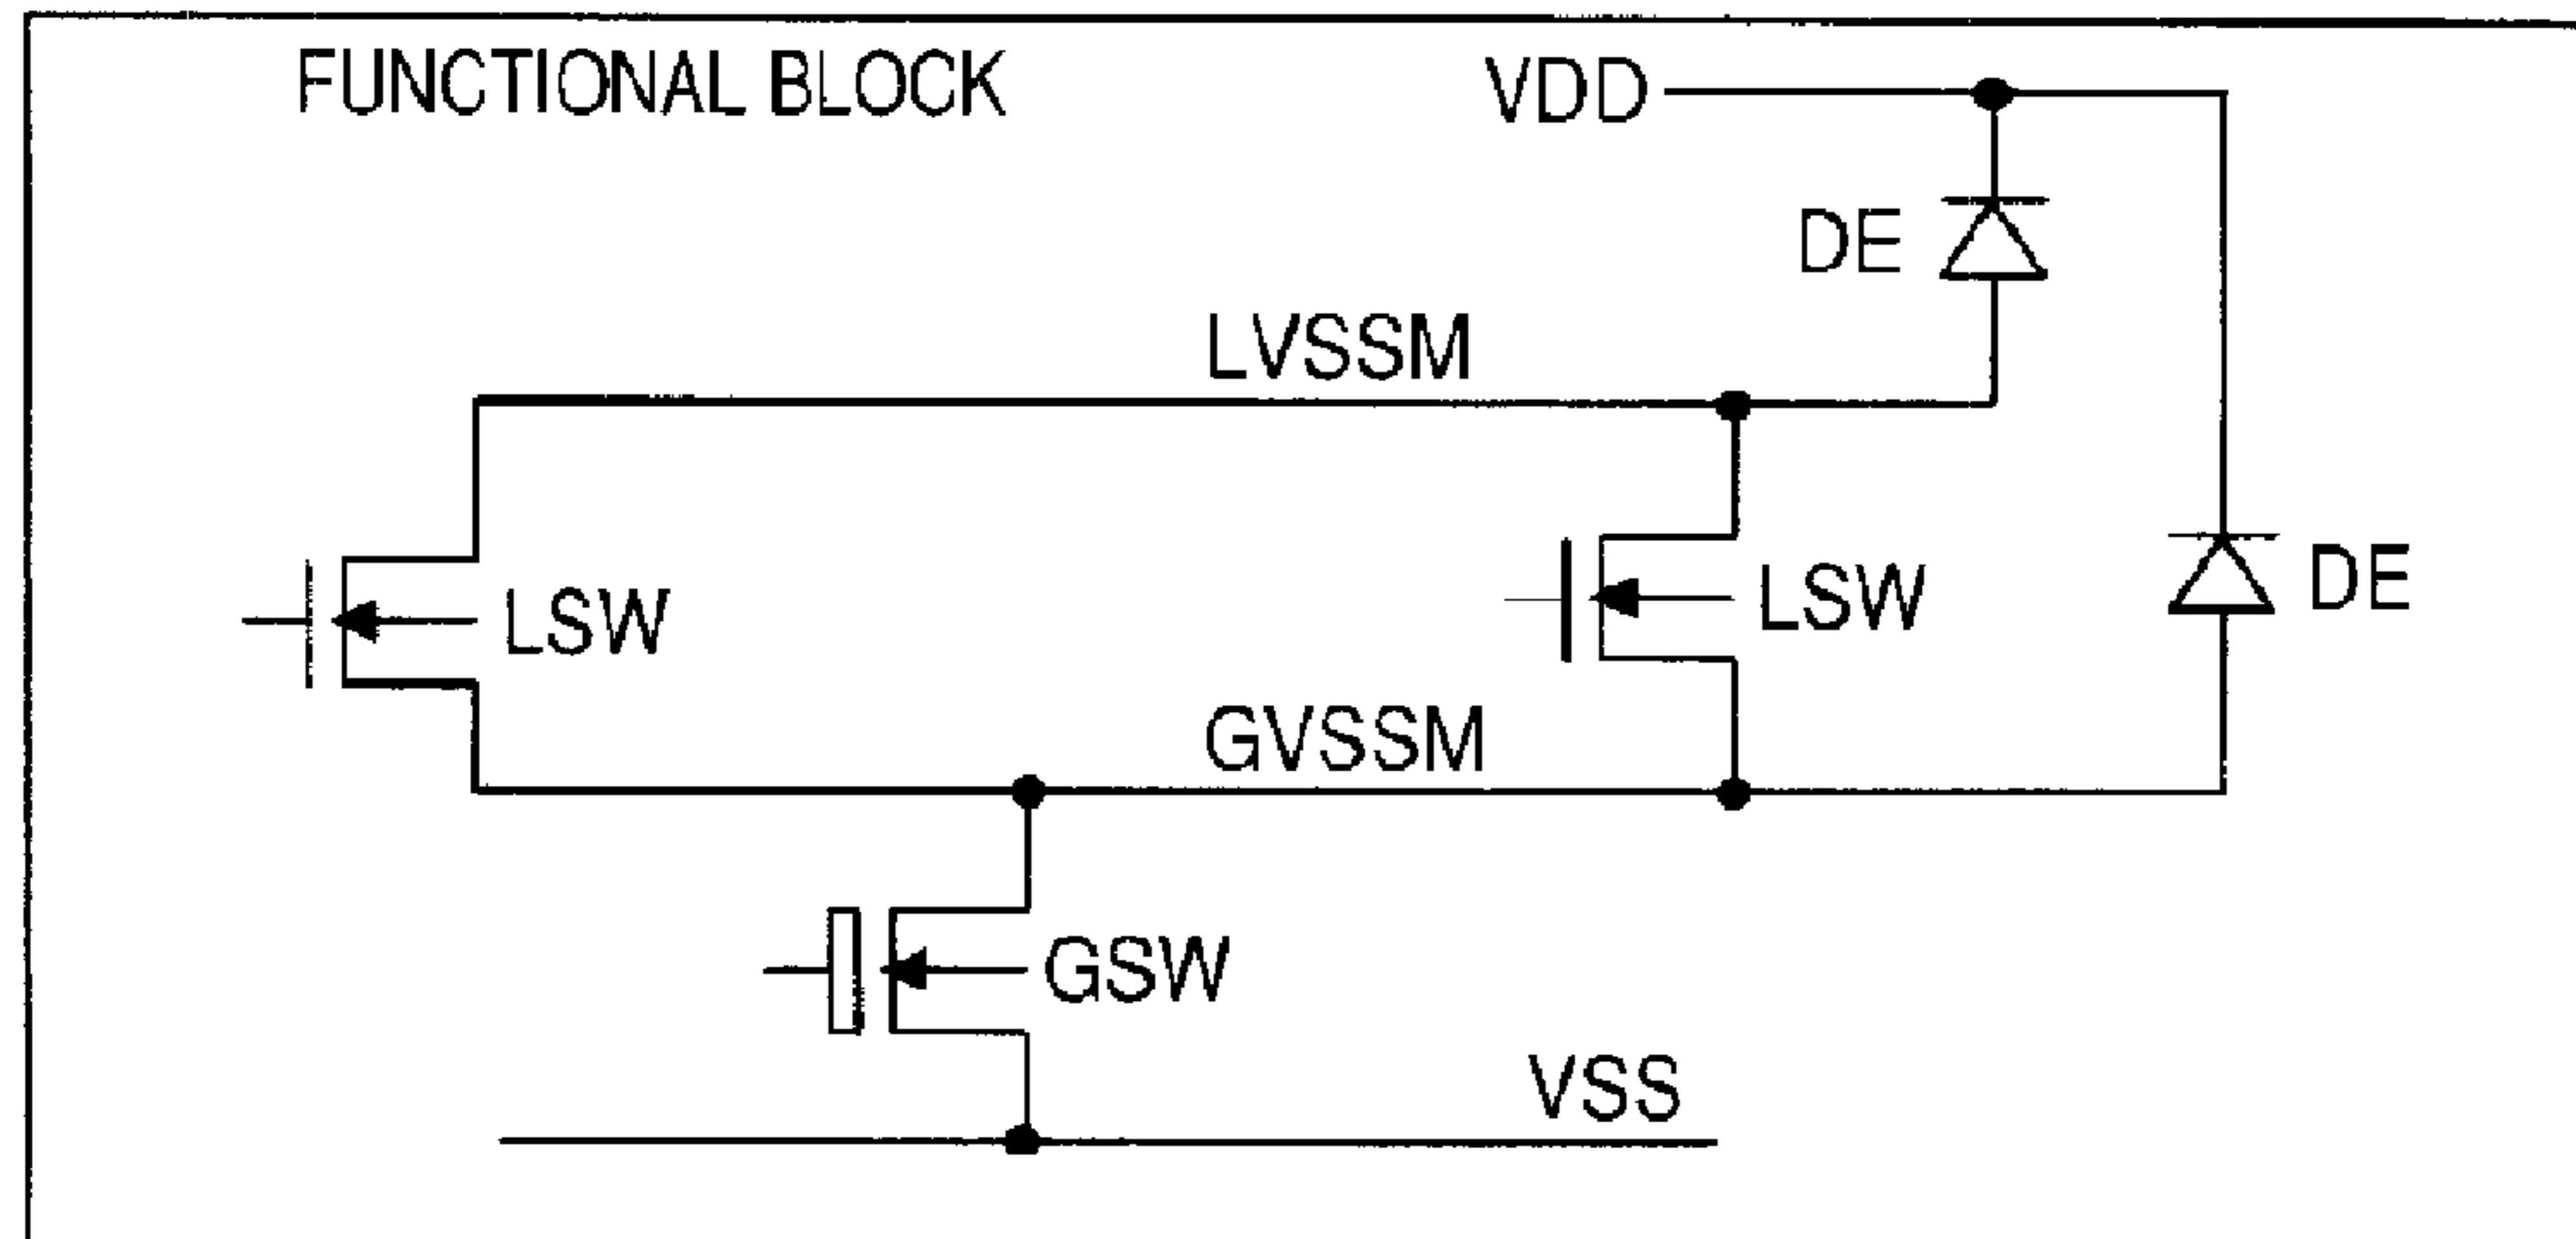 FUNCTIONAL BLOCK
VDD
DE
LVSSM
LSW
LSW
DE
GVSSM
GSW
VSS